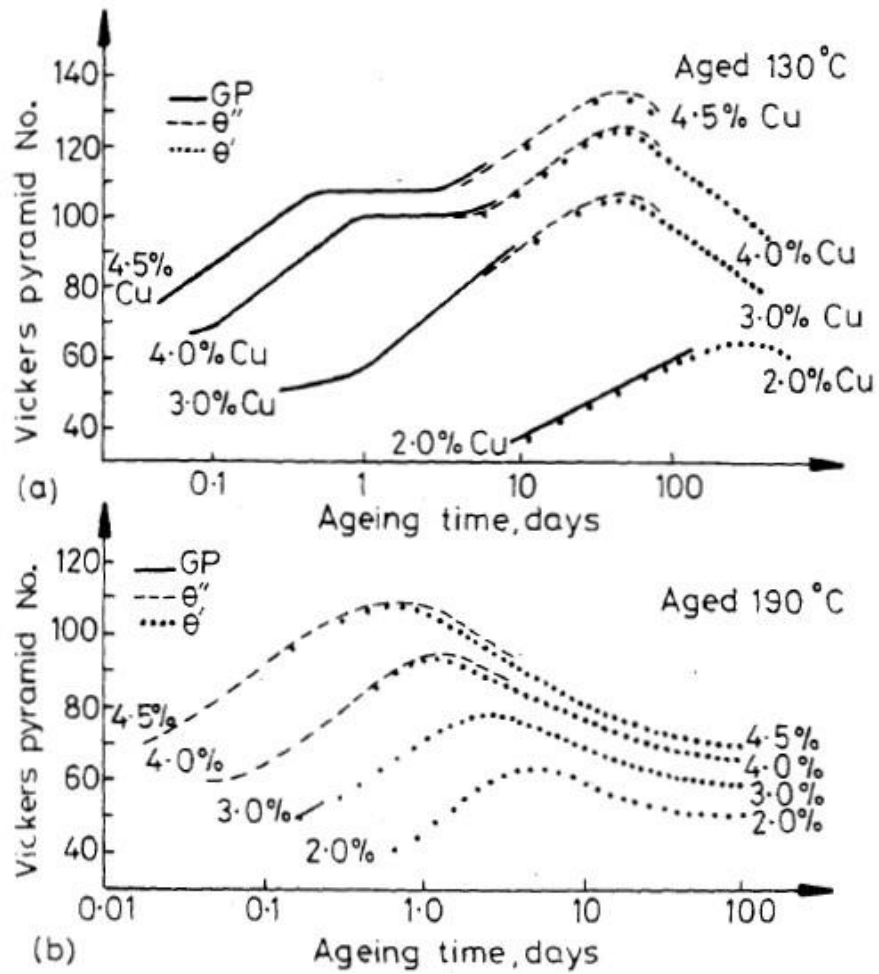 140
Aged 130°C
GP
θ''
4·5% Cu
θ'
120
100
80
4·5%
Cu
4·0%Cu
60
4·0%Cu
3·0% Cu
3·0%Cu
2·0%Cu
40
2·0%Cu
Vickers pyramid No.
(a)
0·1
1
10
100
Ageing time, days
120
GP
θ''
Aged 190°C
θ'
100
80
4·5%
4·5%
4·0%
4·0%
60
3·0%
3·0%
2·0%
2·0%
40
Vickers pyramid No.
0·01
0·1
1·0
10
100
(b)
Ageing time, days